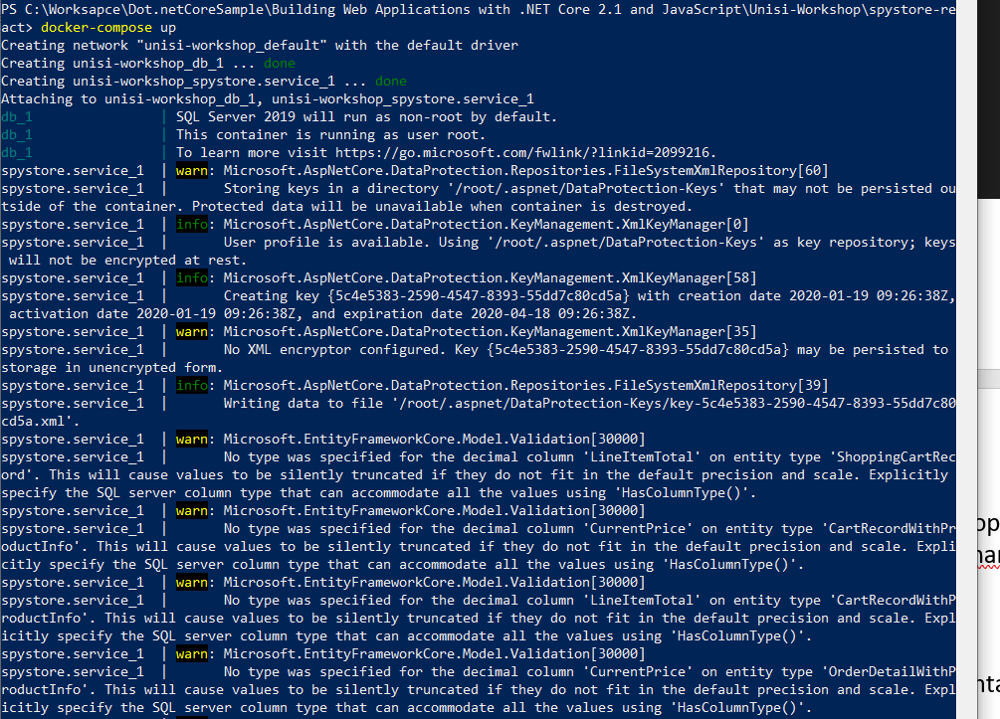 PS C:\Worksapce\Dot.netCoreSample\Building Web Applications with .NET Core 2.1 and JavaScript\Unisi-Workshop\spystore-re
act> docker-compose up
Creating network "unisi-workshop_default" with the default driver
Creating unisi-workshop_db_1 ... done
Creating unisi-workshop_spystore.service_1 ... done
Attaching to unisi-workshop_db_1, unisi-workshop_spystore.service_1
db_1                | SQL Server 2019 will run as non-root by default.
db_1                | This container is running as user root.
db_1                | To learn more visit https://go.microsoft.com/fwlink/?linkid=2099216.
spystore.service_1  | warn: Microsoft.AspNetCore.DataProtection.Repositories.FileSystemXmlRepository[60]
spystore.service_1  |       Storing keys in a directory '/root/.aspnet/DataProtection-Keys' that may not be persisted ou
tside of the container. Protected data will be unavailable when container is destroyed.
spystore.service_1  | info: Microsoft.AspNetCore.DataProtection.KeyManagement.XmlKeyManager[0]
spystore.service_1  |       User profile is available. Using '/root/.aspnet/DataProtection-Keys' as key repository; keys
 will not be encrypted at rest.
spystore.service_1  | info: Microsoft.AspNetCore.DataProtection.KeyManagement.XmlKeyManager[58]
spystore.service_1  |       Creating key {5c4e5383-2590-4547-8393-55dd7c80cd5a} with creation date 2020-01-19 09:26:38Z,
 activation date 2020-01-19 09:26:38Z, and expiration date 2020-04-18 09:26:38Z.
spystore.service_1  | warn: Microsoft.AspNetCore.DataProtection.KeyManagement.XmlKeyManager[35]
spystore.service_1  |       No XML encryptor configured. Key {5c4e5383-2590-4547-8393-55dd7c80cd5a} may be persisted to
storage in unencrypted form.
spystore.service_1  | info: Microsoft.AspNetCore.DataProtection.Repositories.FileSystemXmlRepository[39]
spystore.service_1  |       Writing data to file '/root/.aspnet/DataProtection-Keys/key-5c4e5383-2590-4547-8393-55dd7c80
cd5a.xml'.
spystore.service_1  | warn: Microsoft.EntityFrameworkCore.Model.Validation[30000]
spystore.service_1  |       No type was specified for the decimal column 'LineItemTotal' on entity type 'ShoppingCartRec
ord'. This will cause values to be silently truncated if they do not fit in the default precision and scale. Explicitly
specify the SQL server column type that can accommodate all the values using 'HasColumnType()'.
spystore.service_1  | warn: Microsoft.EntityFrameworkCore.Model.Validation[30000]
spystore.service_1  |       No type was specified for the decimal column 'CurrentPrice' on entity type 'CartRecordWithPr
oductInfo'. This will cause values to be silently truncated if they do not fit in the default precision and scale. Expli
citly specify the SQL server column type that can accommodate all the values using 'HasColumnType()'.
spystore.service_1  | warn: Microsoft.EntityFrameworkCore.Model.Validation[30000]
spystore.service_1  |       No type was specified for the decimal column 'LineItemTotal' on entity type 'CartRecordWithP
roductInfo'. This will cause values to be silently truncated if they do not fit in the default precision and scale. Expl
icitly specify the SQL server column type that can accommodate all the values using 'HasColumnType()'.
spystore.service_1  | warn: Microsoft.EntityFrameworkCore.Model.Validation[30000]
spystore.service_1  |       No type was specified for the decimal column 'CurrentPrice' on entity type 'OrderDetailWithP
roductInfo'. This will cause values to be silently truncated if they do not fit in the default precision and scale. Expl
icitly specify the SQL server column type that can accommodate all the values using 'HasColumnType()'.